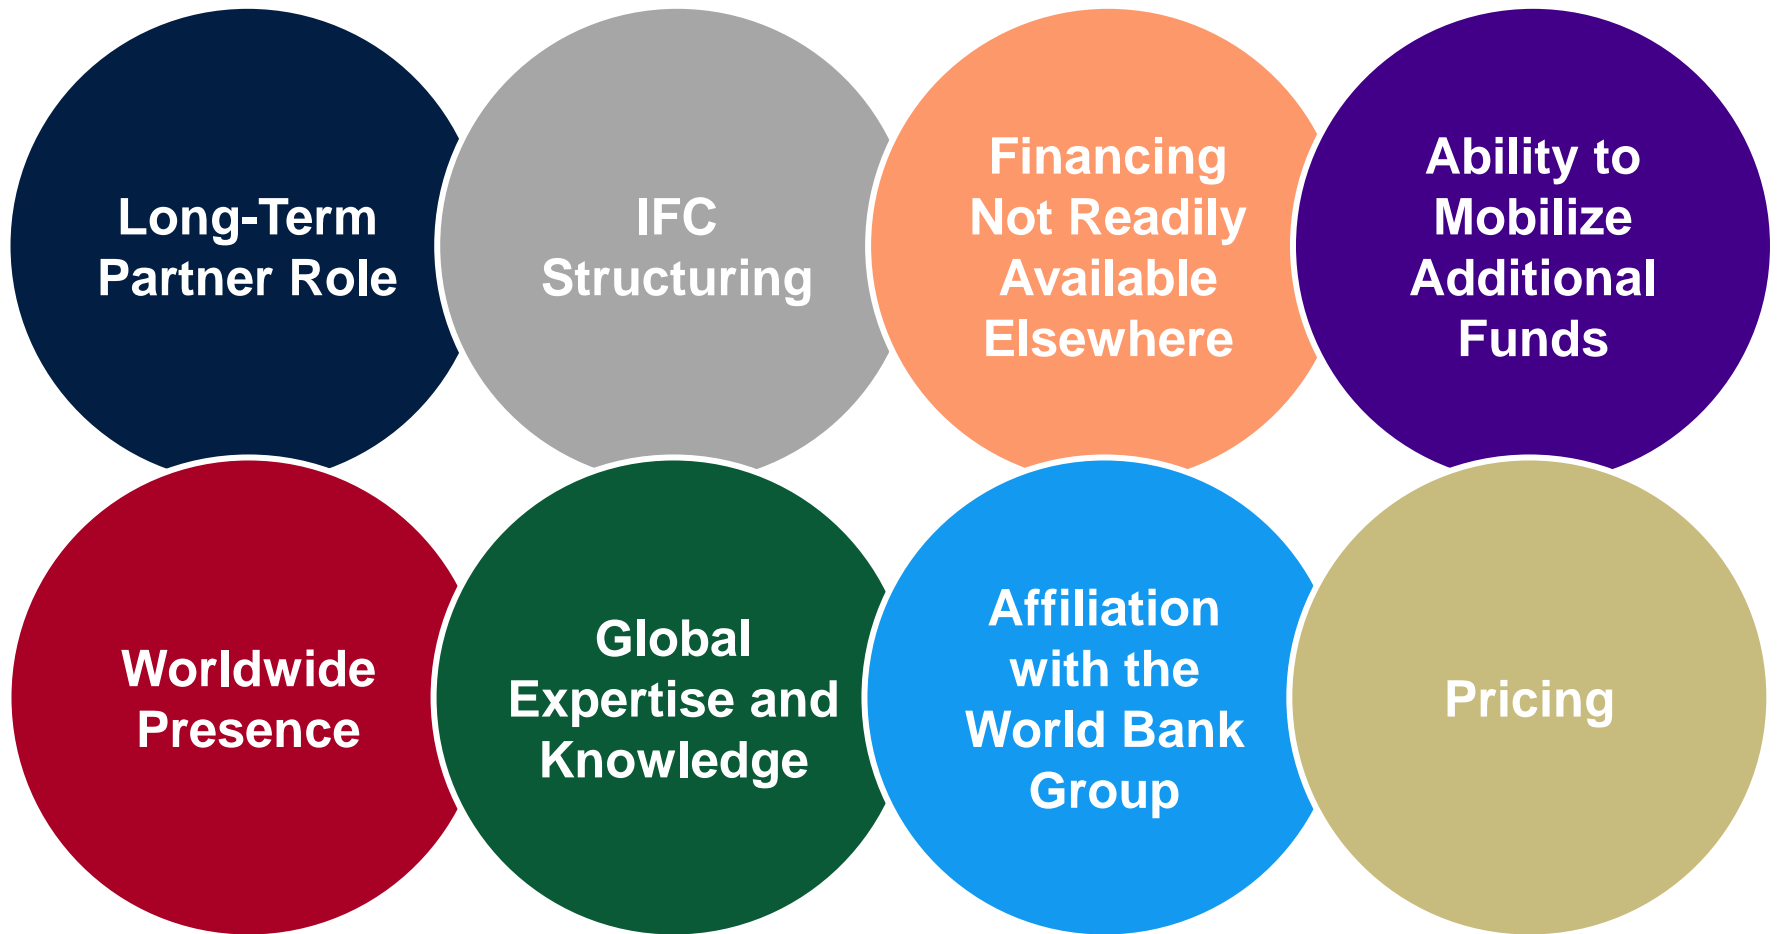 Long-Term
Partner Role
IFC
Structuring
Financing
Not Readily
Available
Elsewhere
Ability to
Mobilize
Additional
Funds
Worldwide
Presence
Global
Expertise and
Knowledge
Affiliation
with the
World Bank
Group
Pricing